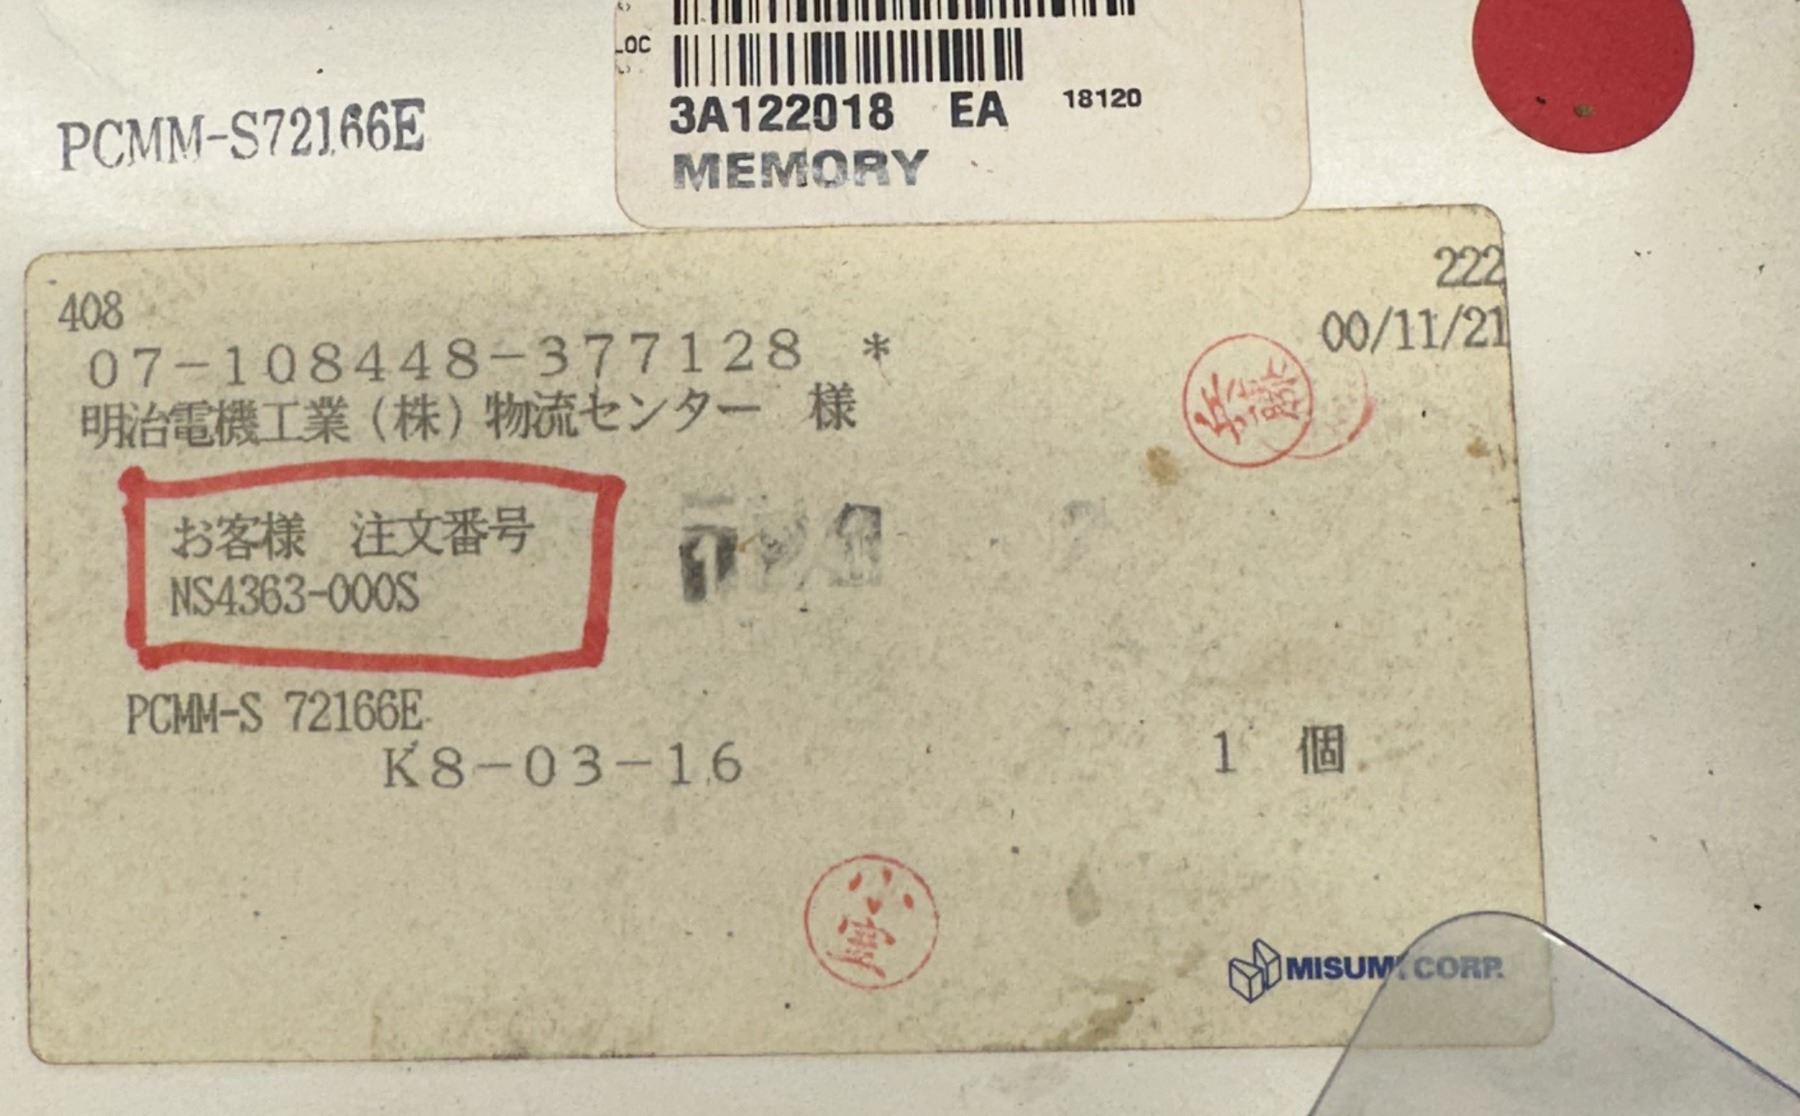 LOC
3A122018 EA 18120
MEMORY
PCMM-S72166E
222
408
00/11/21
07-108448-377128 *
明治電機工業(株)物流センター 様
お客様 注文番号
NS4363-000S
PCMM-S 72166E
K8-03-16
1 個
MISUMI CORP.